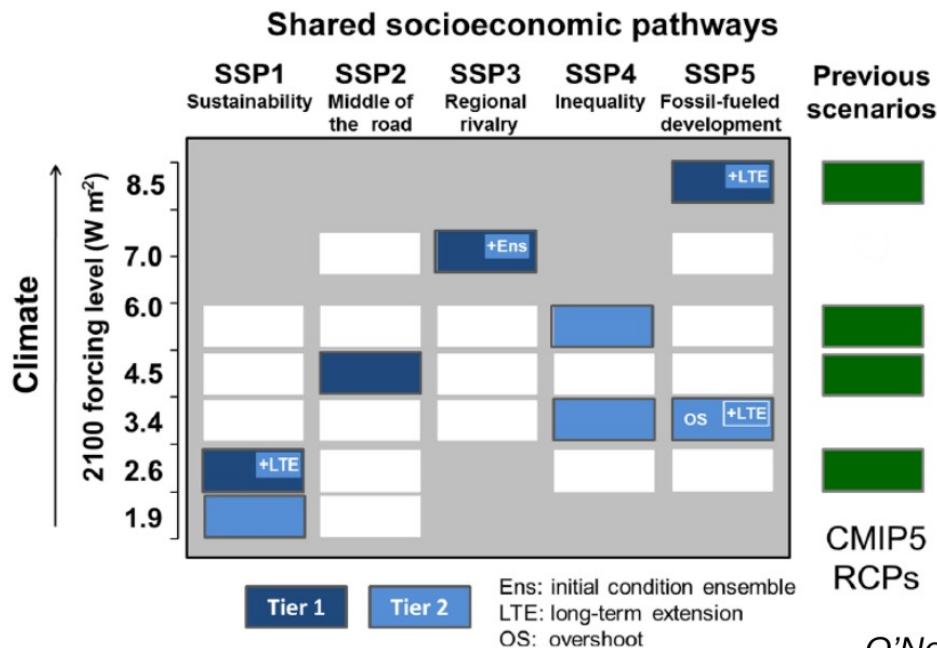 Shared socioeconomic pathways
SSP1 SSP2 SSP3 SSP4 SSP5 Previous
Sustainability Middle of Regional Inequality Fossil-fueled scenarios
the road rivalry development
Climate
2100 forcing level (W m⁻²)
8.5 +LTE
7.0 +Ens
6.0
4.5
3.4 OS +LTE
2.6 +LTE
1.9
CMIP5
RCPs
Tier 1 Tier 2
Ens: initial condition ensemble
LTE: long-term extension
OS: overshoot